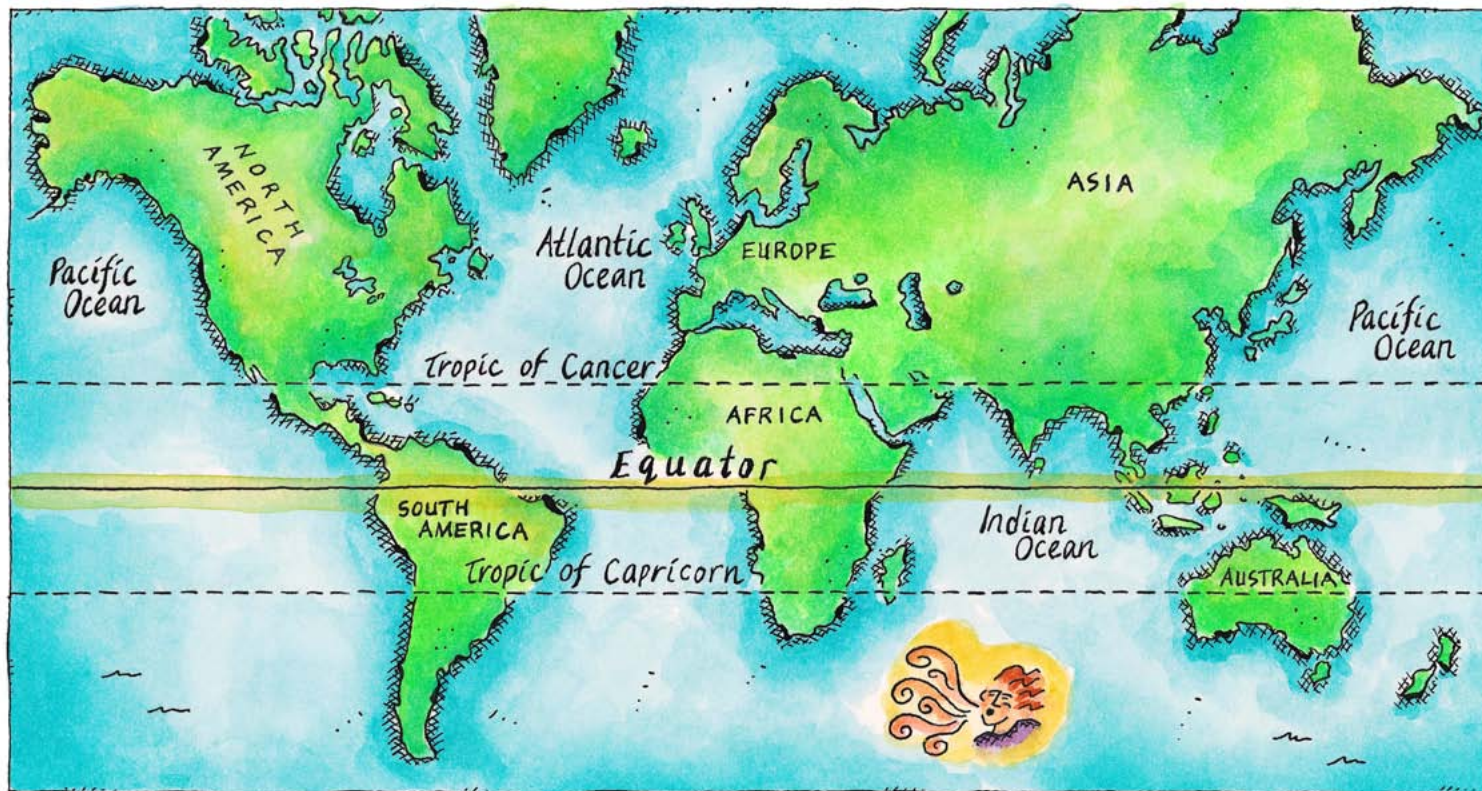 NORTH
AMERICA
ASIA
Atlantic
Ocean
EUROPE
Pacific
Ocean
Pacific
Ocean
Tropic of Cancer
AFRICA
Equator
SOUTH
AMERICA
Indian
Ocean
Tropic of Capricorn
AUSTRALIA